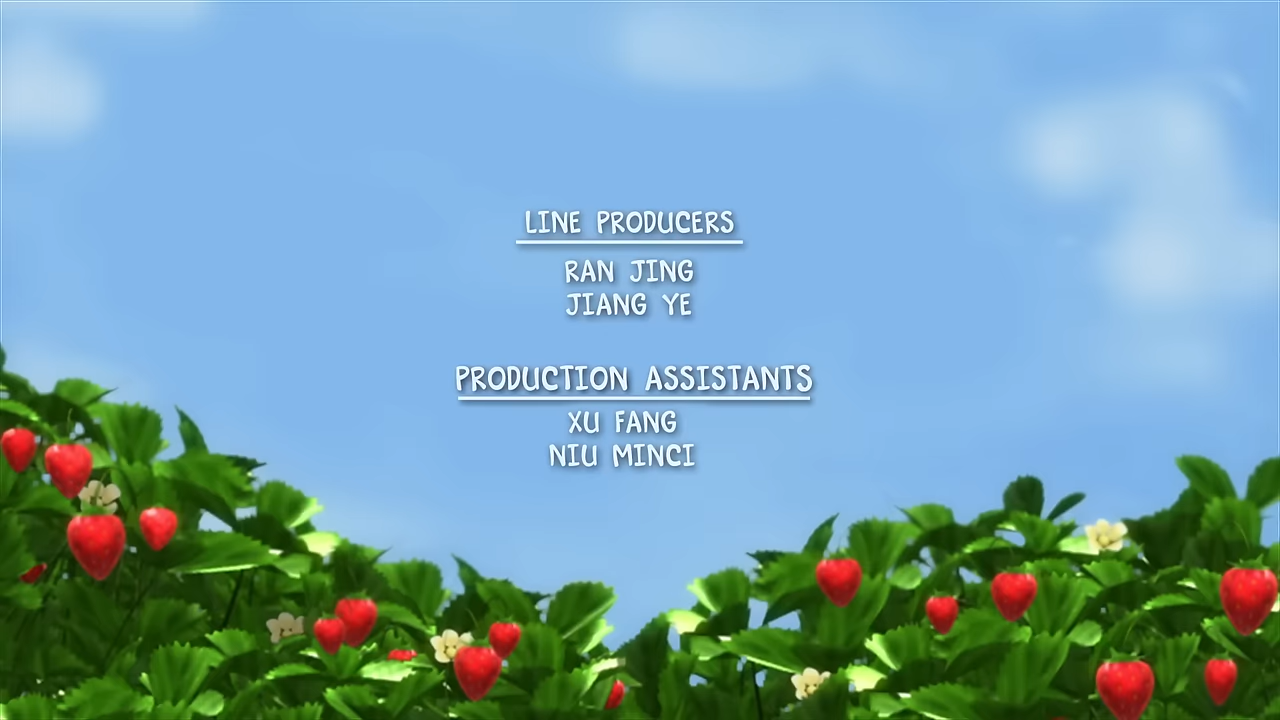 LINE PRODUCERS
RAN JING
JIANG YE
PRODUCTION ASSISTANTS
XU FANG
NIU MINCI